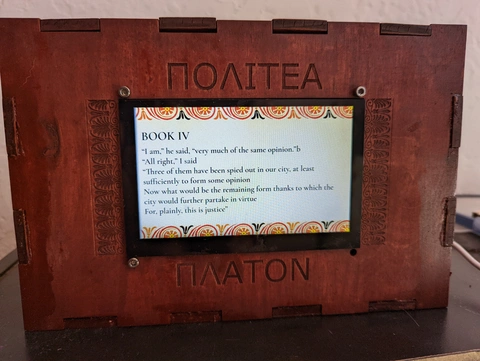 ΠΟΛΙΤΕΑ
BOOK IV
“I am,” he said, “very much of the same opinion.”b
“All right,” I said
“Three of them have been spied out in our city, at least
sufficiently to form some opinion
Now what would be the remaining form thanks to which the
city would further partake in virtue
For, plainly, this is justice”
ΠΛΑΤΟΝ